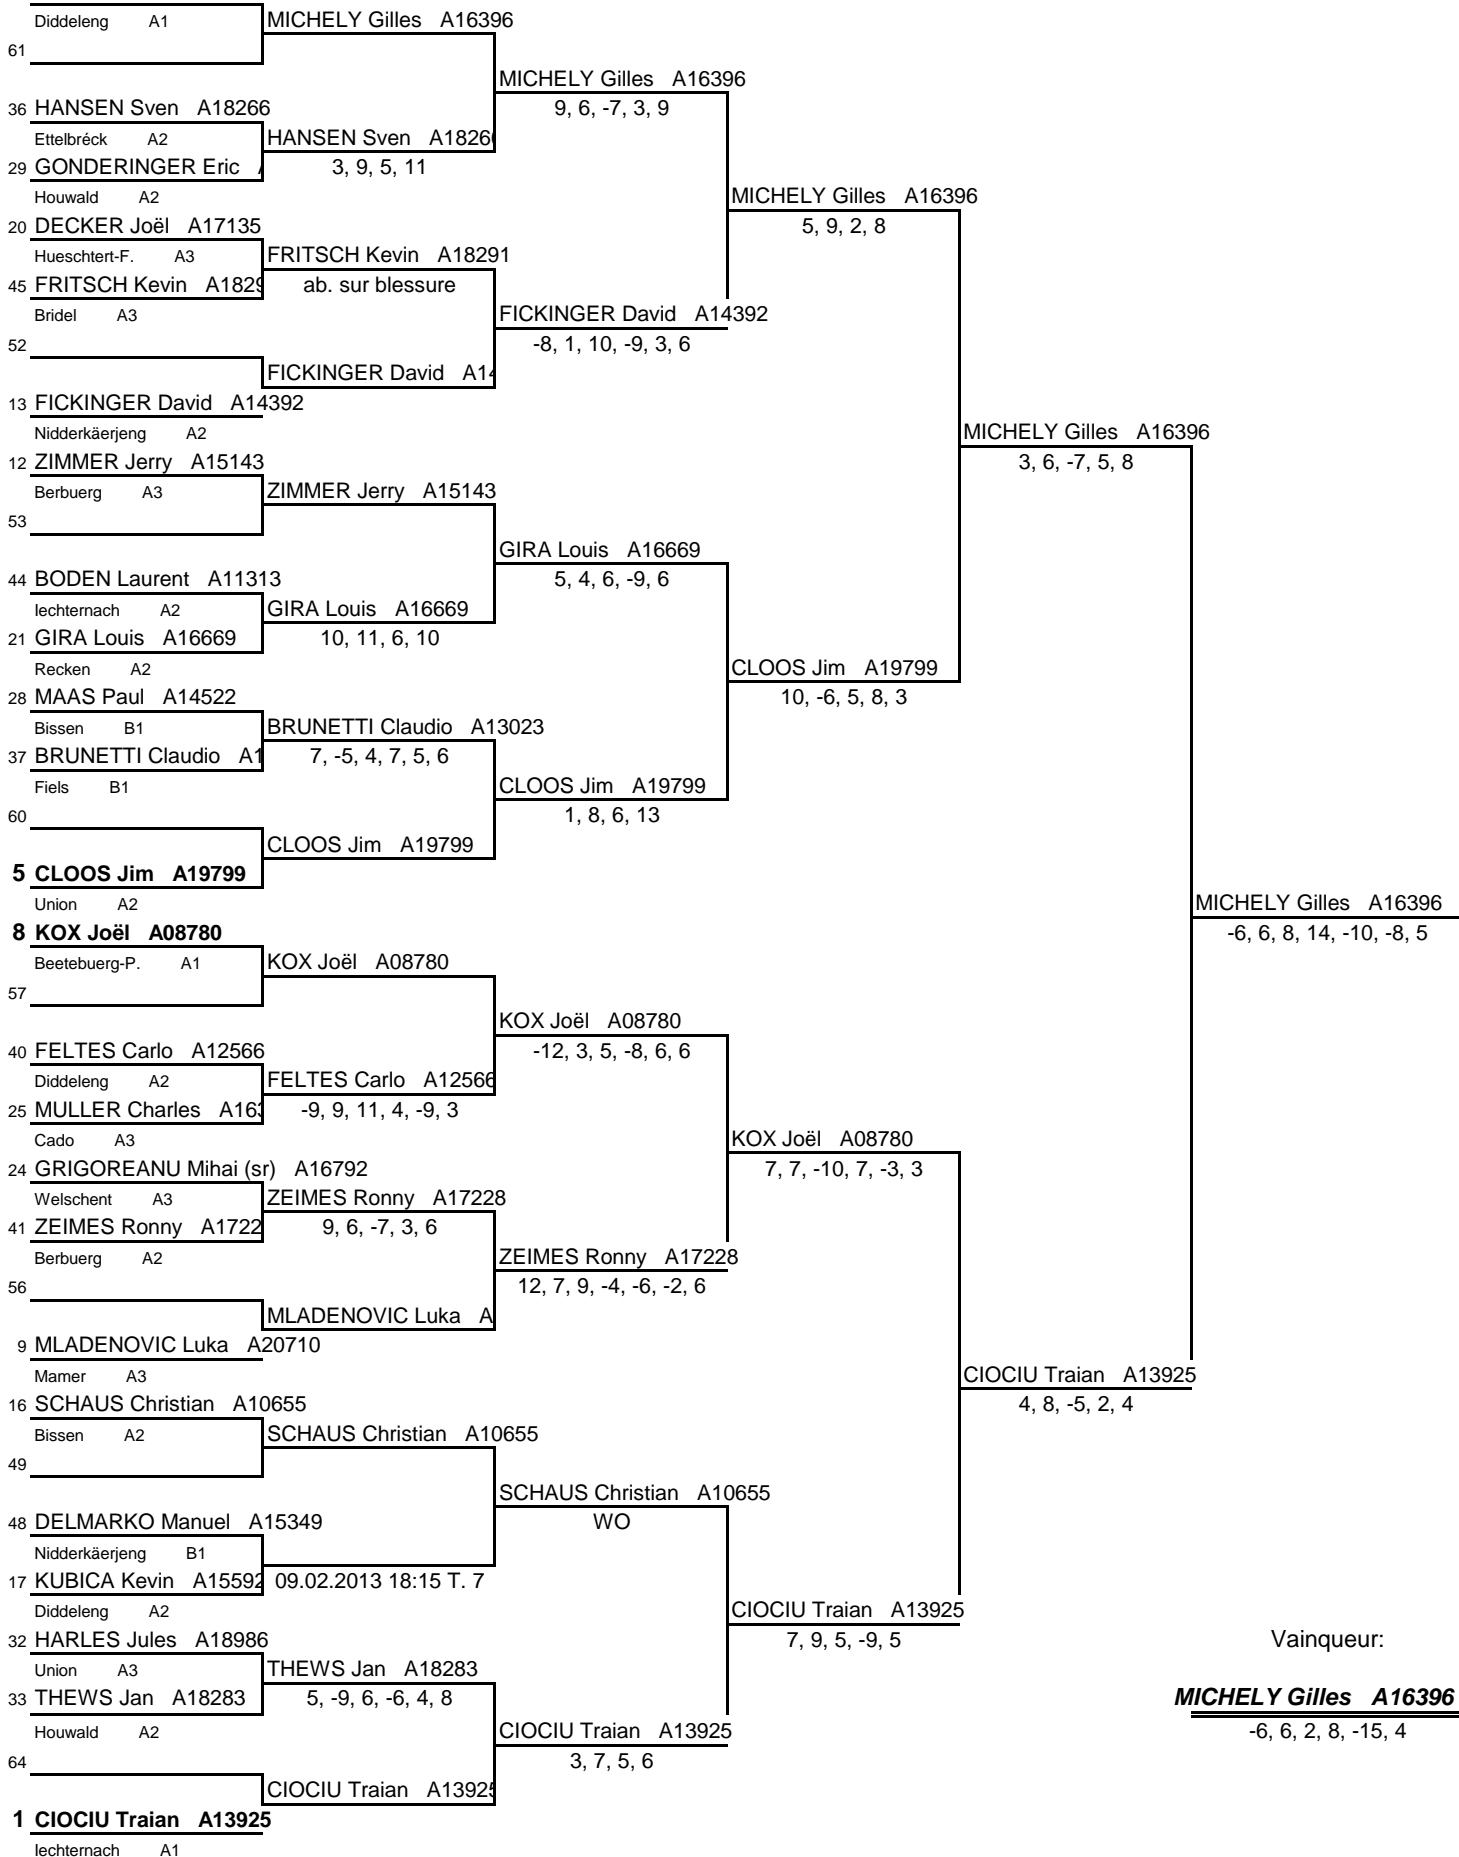 Diddeleng A1 MICHELY Gilles A16396
61
MICHELY Gilles A16396
36 HANSEN Sven A18266 9, 6, -7, 3, 9
Ettelbréck A2 HANSEN Sven A1826
29 GONDERINGER Eric 3, 9, 5, 11
Houwald A2 MICHELY Gilles A16396
20 DECKER Joël A17135 5, 9, 2, 8
Hueschtert-F. A3 FRITSCH Kevin A18291
45 FRITSCH Kevin A1829 ab. sur blessure
Bridel A3 FICKINGER David A14392
52 -8, 1, 10, -9, 3, 6
FICKINGER David A14
13 FICKINGER David A14392
Nidderkäerjeng A2 MICHELY Gilles A16396
12 ZIMMER Jerry A15143 3, 6, -7, 5, 8
Berbuerg A3 ZIMMER Jerry A15143
53
GIRA Louis A16669
44 BODEN Laurent A11313 5, 4, 6, -9, 6
Iechternach A2 GIRA Louis A16669
21 GIRA Louis A16669 10, 11, 6, 10
Recken A2 CLOOS Jim A19799
28 MAAS Paul A14522 10, -6, 5, 8, 3
Bissen B1 BRUNETTI Claudio A13023
37 BRUNETTI Claudio A1 7, -5, 4, 7, 5, 6
Fiels B1 CLOOS Jim A19799
60 1, 8, 6, 13
CLOOS Jim A19799
5 CLOOS Jim A19799
Union A2 MICHELY Gilles A16396
8 KOX Joël A08780 -6, 6, 8, 14, -10, -8, 5
Beetebuerg-P. A1 KOX Joël A08780
57
KOX Joël A08780
40 FELTES Carlo A12566 -12, 3, 5, -8, 6, 6
Diddeleng A2 FELTES Carlo A12566
25 MULLER Charles A163 -9, 9, 11, 4, -9, 3
Cado A3 KOX Joël A08780
24 GRIGOREANU Mihai (sr) A16792 7, 7, -10, 7, -3, 3
Welschent A3 ZEIMES Ronny A17228
41 ZEIMES Ronny A1722 9, 6, -7, 3, 6
Berbuerg A2 ZEIMES Ronny A17228
56 12, 7, 9, -4, -6, -2, 6
MLADENOVIC Luka A
9 MLADENOVIC Luka A20710
Mamer A3 CIOCIU Traian A13925
16 SCHAUS Christian A10655 4, 8, -5, 2, 4
Bissen A2 SCHAUS Christian A10655
49
SCHAUS Christian A10655
48 DELMARKO Manuel A15349 WO
Nidderkäerjeng B1
17 KUBICA Kevin A15592 09.02.2013 18:15 T. 7
Diddeleng A2 CIOCIU Traian A13925
32 HARLES Jules A18986 7, 9, 5, -9, 5 Vainqueur:
Union A3 THEWS Jan A18283
33 THEWS Jan A18283 5, -9, 6, -6, 4, 8 MICHELY Gilles A16396
Houwald A2 CIOCIU Traian A13925 -6, 6, 2, 8, -15, 4
64 3, 7, 5, 6
CIOCIU Traian A13925
1 CIOCIU Traian A13925
Iechternach A1